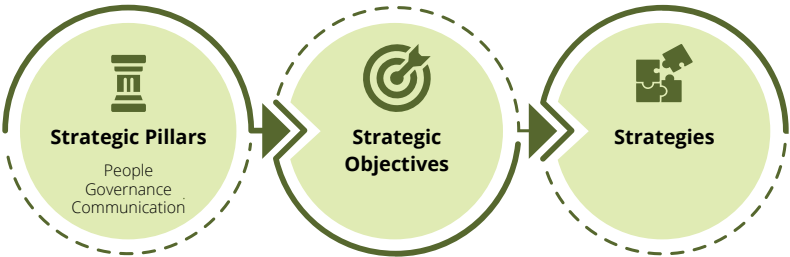 Strategic Pillars
People
Governance
Communication
Strategic
Objectives
Strategies